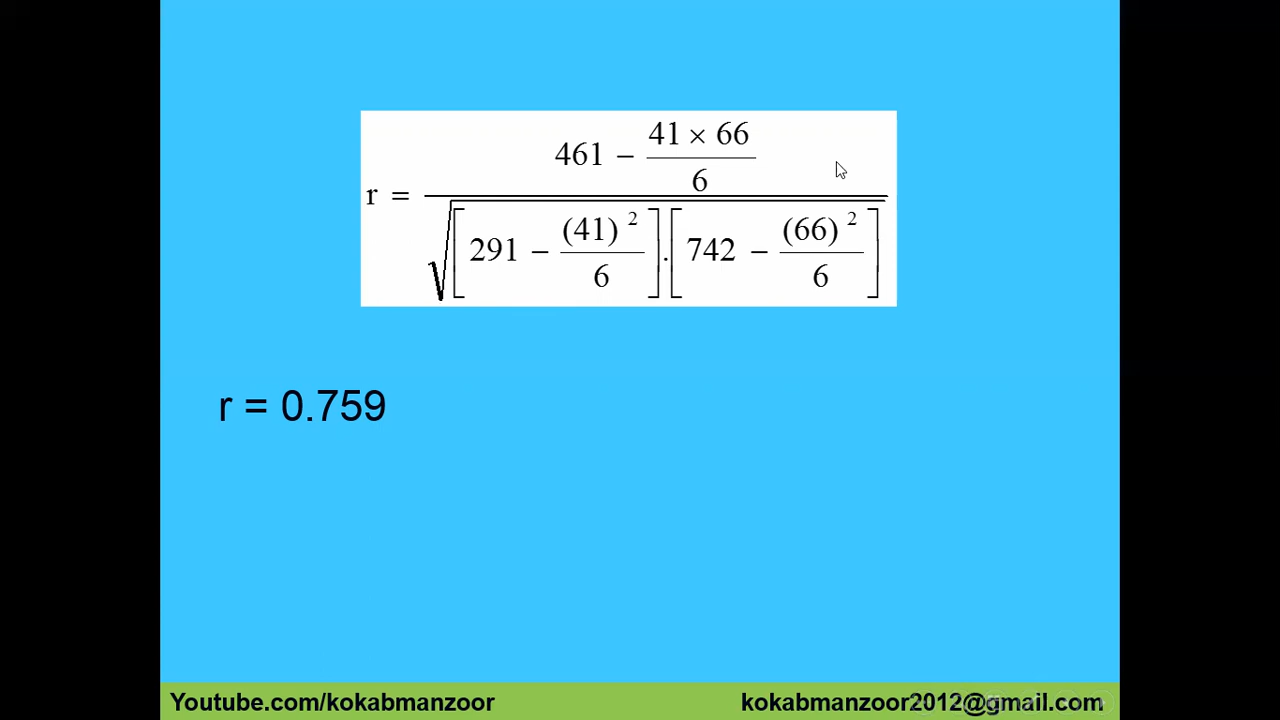 r = (461 − (41 × 66)/6) / √([291 − (41)²/6].[742 − (66)²/6])
r = 0.759
Youtube.com/kokabmanzoor
kokabmanzoor2012@gmail.com